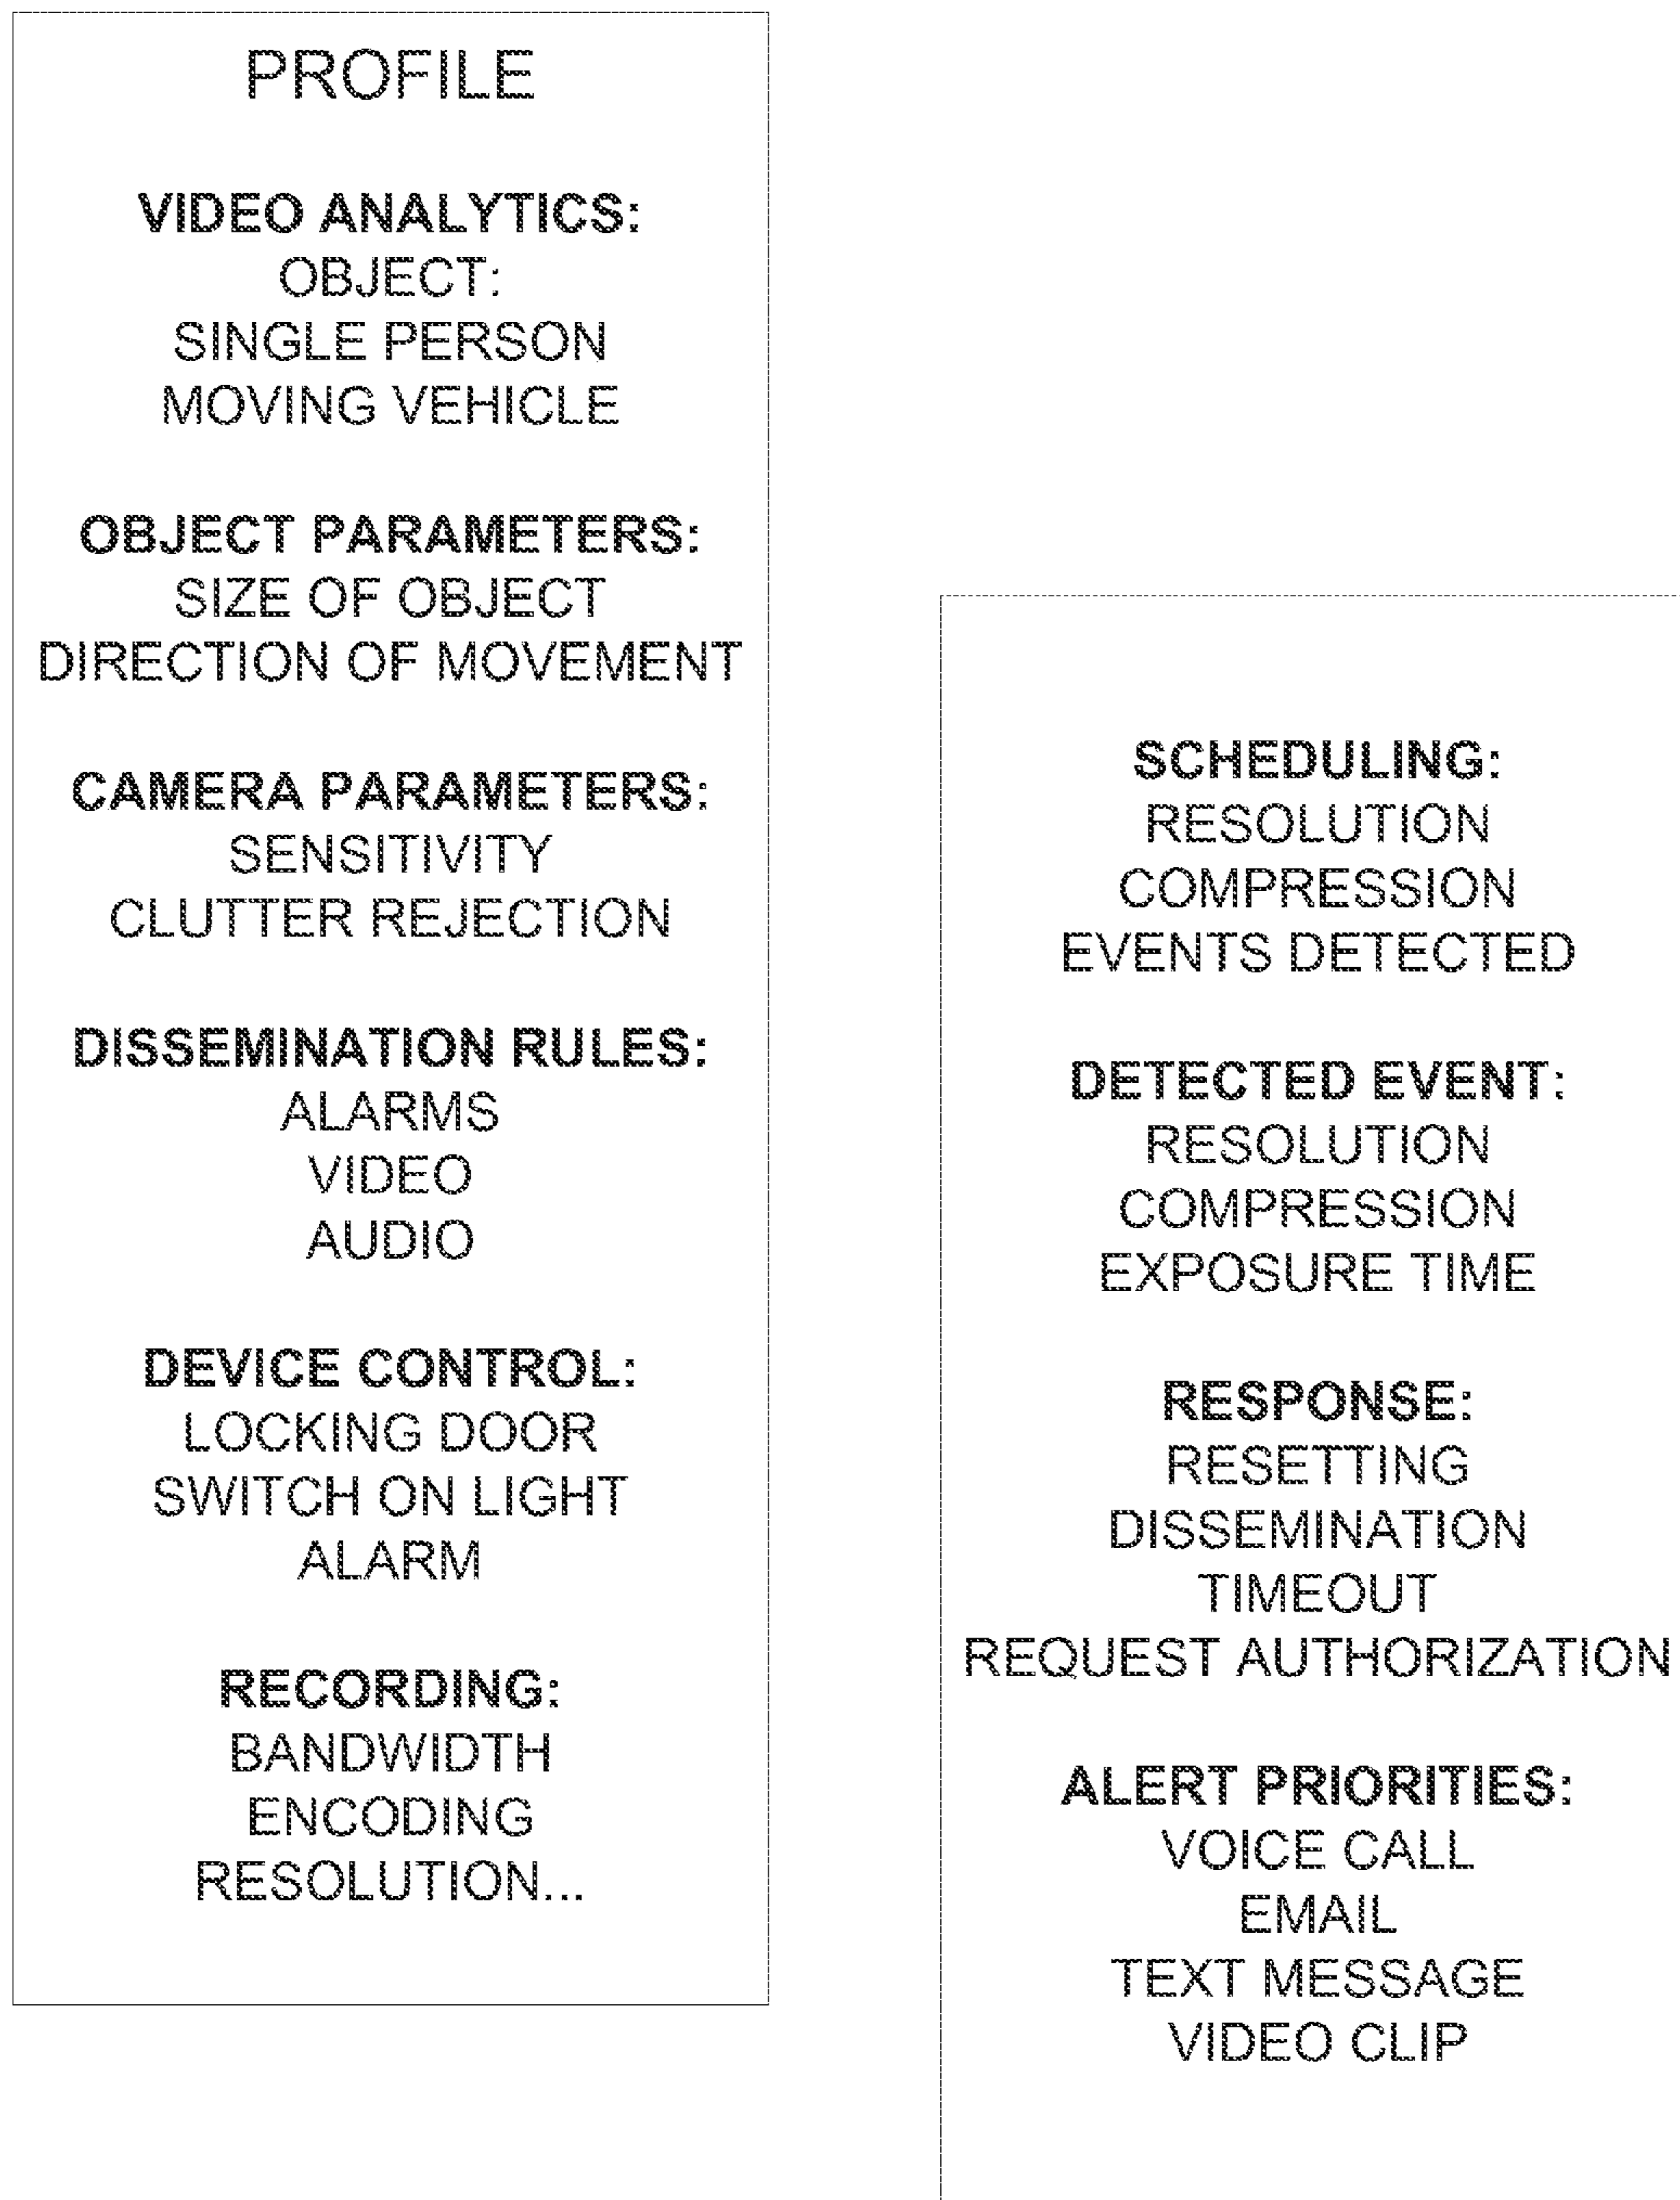 PROFILE
VIDEO ANALYTICS:
OBJECT:
SINGLE PERSON
MOVING VEHICLE
OBJECT PARAMETERS:
SIZE OF OBJECT
DIRECTION OF MOVEMENT
CAMERA PARAMETERS:
SENSITIVITY
CLUTTER REJECTION
DISSEMINATION RULES:
ALARMS
VIDEO
AUDIO
DEVICE CONTROL:
LOCKING DOOR
SWITCH ON LIGHT
ALARM
RECORDING:
BANDWIDTH
ENCODING
RESOLUTION...
SCHEDULING:
RESOLUTION
COMPRESSION
EVENTS DETECTED
DETECTED EVENT:
RESOLUTION
COMPRESSION
EXPOSURE TIME
RESPONSE:
RESETTING
DISSEMINATION
TIMEOUT
REQUEST AUTHORIZATION
ALERT PRIORITIES:
VOICE CALL
EMAIL
TEXT MESSAGE
VIDEO CLIP